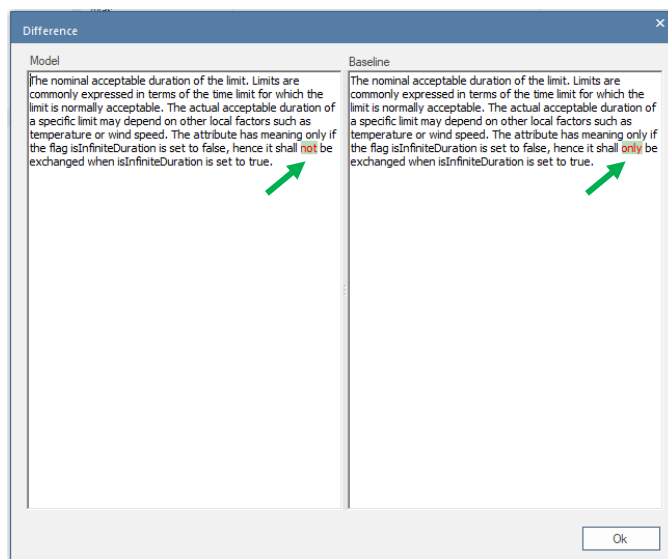 Difference
Model
The nominal acceptable duration of the limit. Limits are
commonly expressed in terms of the time limit for which the
limit is normally acceptable. The actual acceptable duration of
a specific limit may depend on other local factors such as
temperature or wind speed. The attribute has meaning only if
the flag isInfiniteDuration is set to false, hence it shall not be
exchanged when isInfiniteDuration is set to true.
Baseline
The nominal acceptable duration of the limit. Limits are
commonly expressed in terms of the time limit for which the
limit is normally acceptable. The actual acceptable duration of
a specific limit may depend on other local factors such as
temperature or wind speed. The attribute has meaning only if
the flag isInfiniteDuration is set to false, hence it shall only be
exchanged when isInfiniteDuration is set to true.
Ok